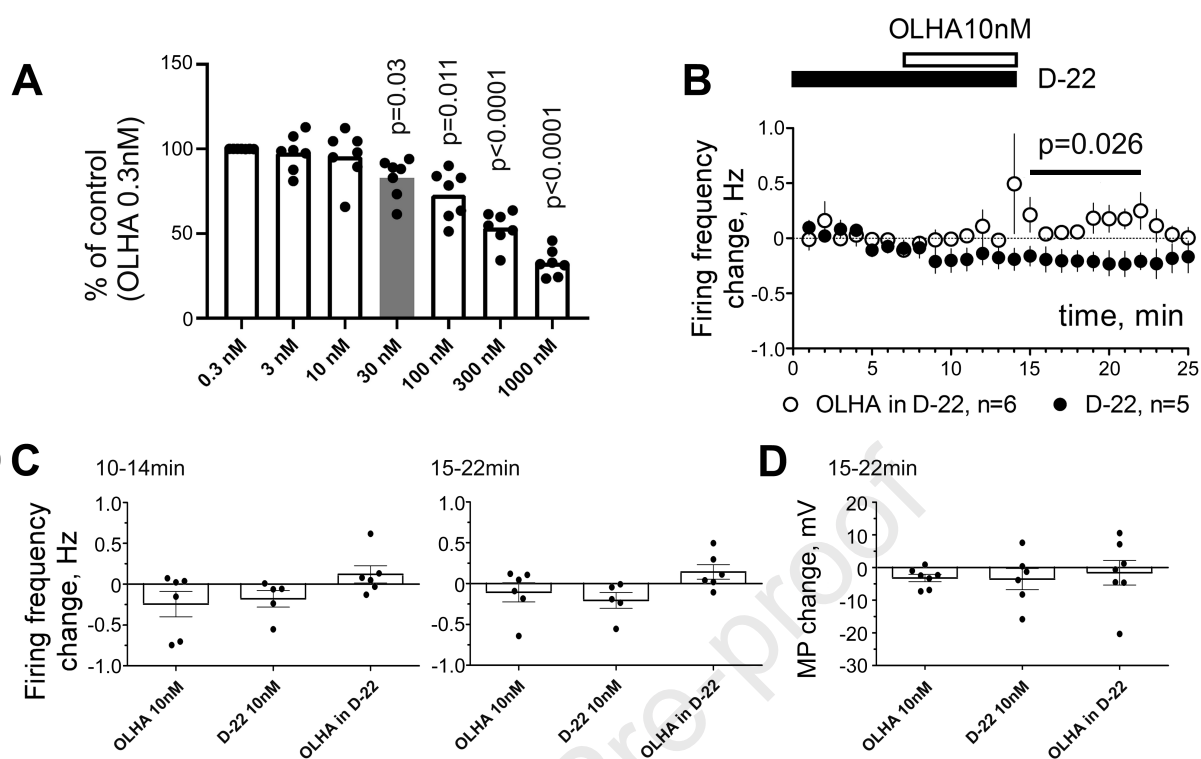 A
% of control
(OLHA 0.3nM)
150
100
50
0
p=0.03
p=0.011
p<0.0001
p<0.0001
0.3 nM
3 nM
10 nM
30 nM
100 nM
300 nM
1000 nM
B
OLHA10nM
D-22
Firing frequency
change, Hz
1.0
0.5
0
-0.5
-1.0
p=0.026
time, min
0
5
10
15
20
25
OLHA in D-22, n=6
D-22, n=5
C
10-14min
Firing frequency
change, Hz
1.0
0.5
0
-0.5
-1.0
OLHA 10nM
D-22 10nM
OLHA in D-22
15-22min
1.0
0.5
0
-0.5
-1.0
OLHA 10nM
D-22 10nM
OLHA in D-22
D
15-22min
MP change, mV
20
10
0
-10
-20
-30
OLHA 10nM
D-22 10nM
OLHA in D-22
re-proof